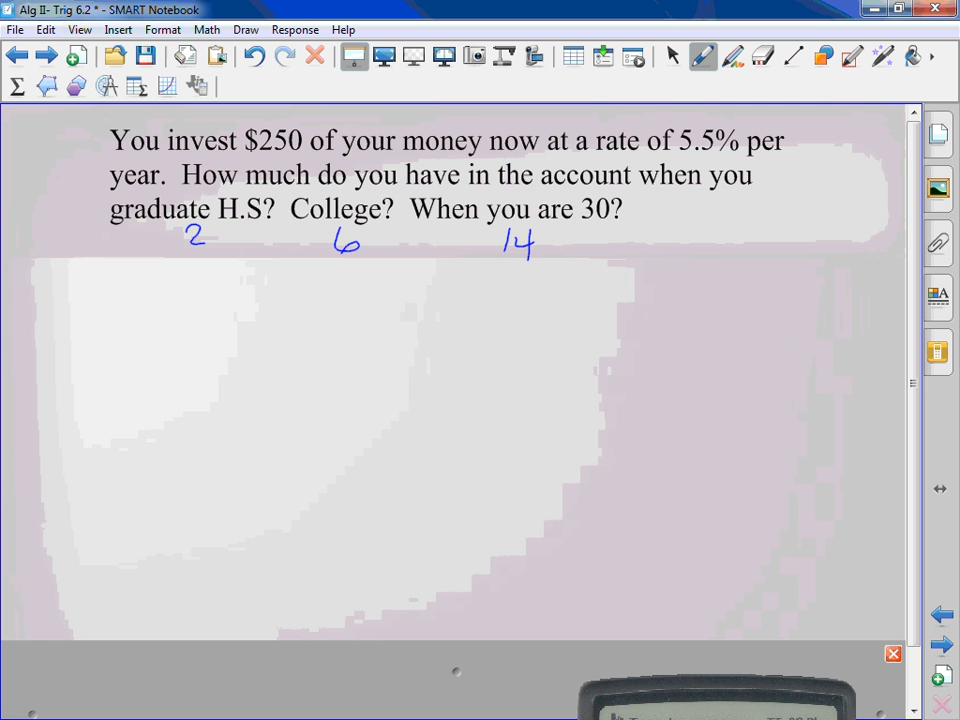 Alg II- Trig 6.2 * - SMART Notebook
File Edit View Insert Format Math Draw Response Help
You invest $250 of your money now at a rate of 5.5% per
year. How much do you have in the account when you
graduate H.S? College? When you are 30?
2 6 14